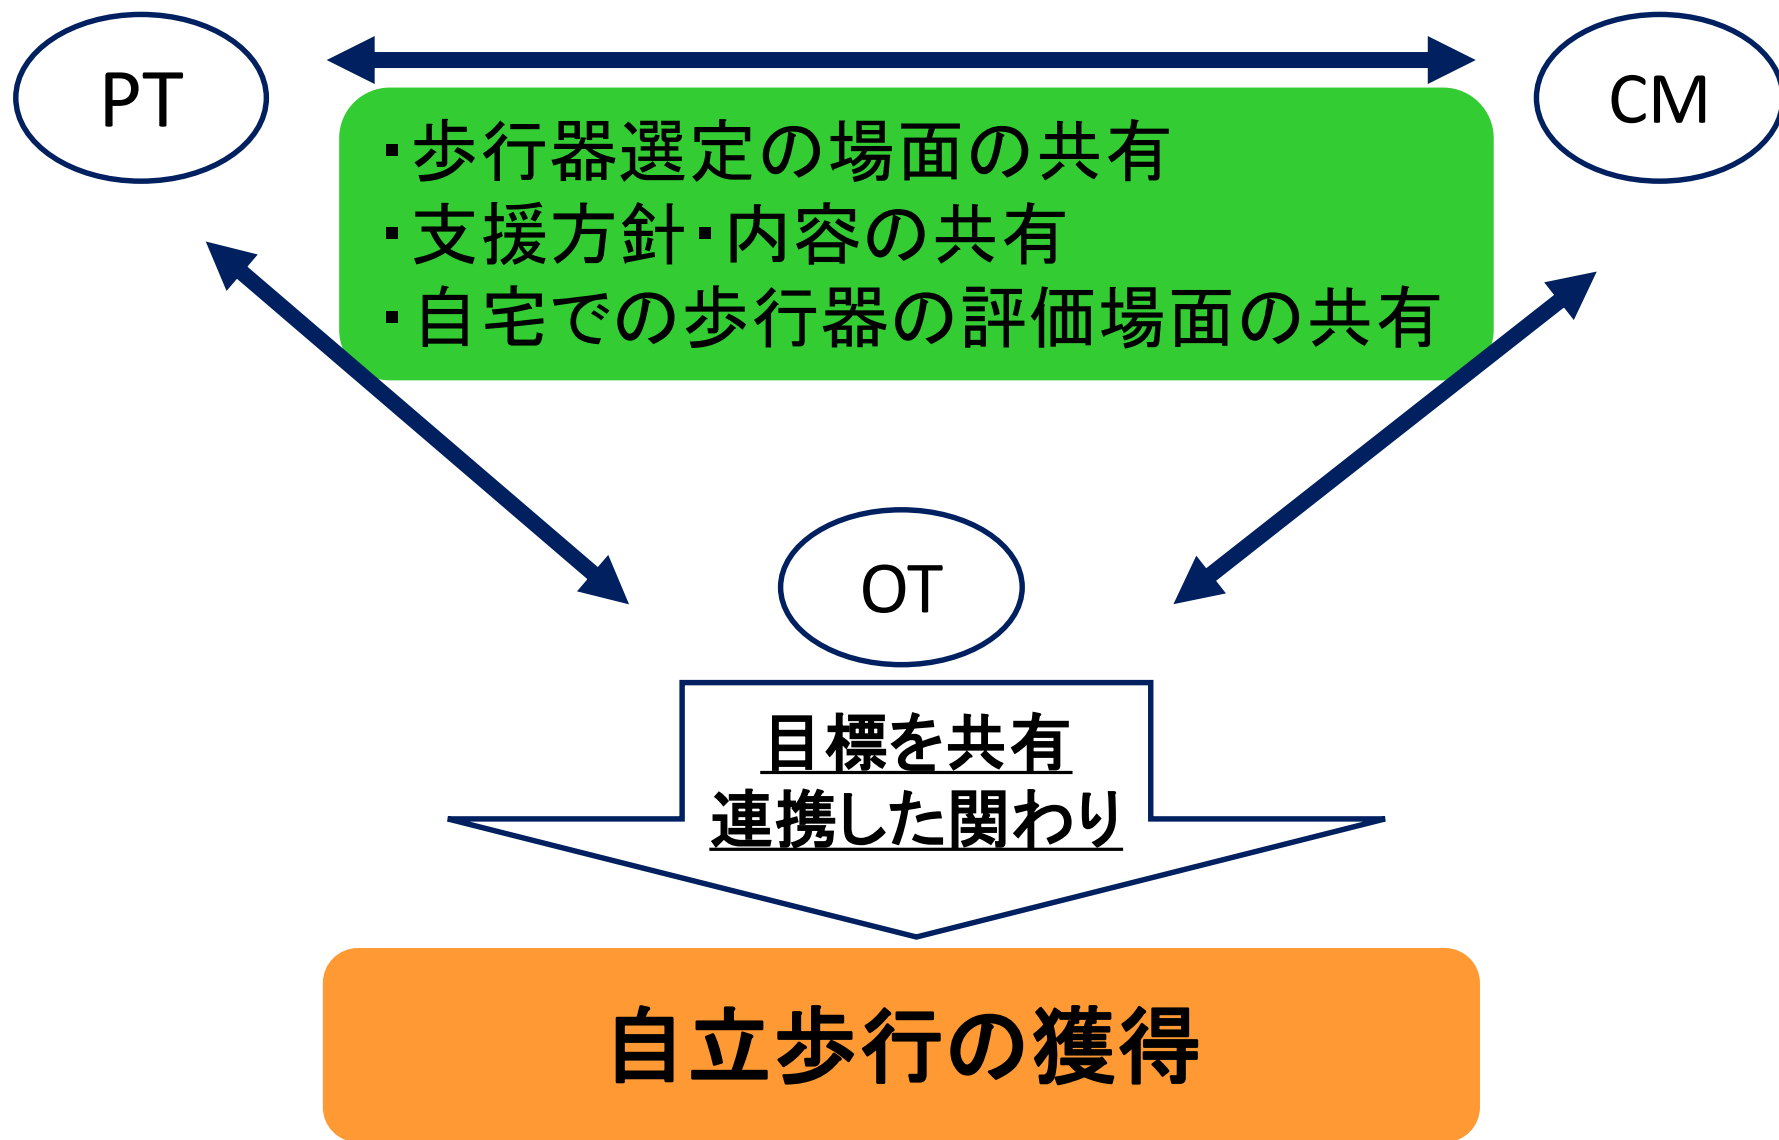 PT
CM
・歩行器選定の場面の共有
・支援方針・内容の共有
・自宅での歩行器の評価場面の共有
OT
目標を共有
連携した関わり
自立歩行の獲得